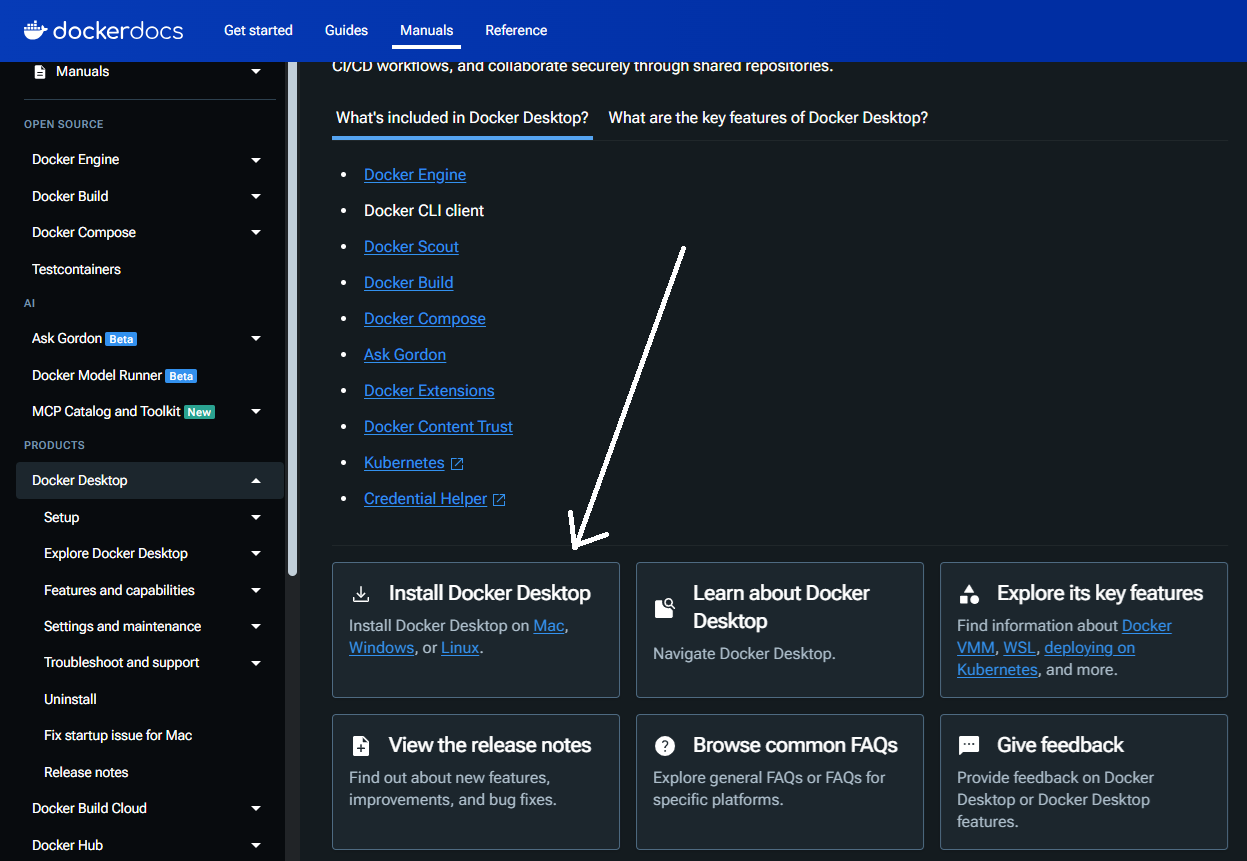 dockerdocs
Get started
Guides
Manuals
Reference
Manuals
OPEN SOURCE
Docker Engine
Docker Build
Docker Compose
Testcontainers
AI
Ask Gordon Beta
Docker Model Runner Beta
MCP Catalog and Toolkit New
PRODUCTS
Docker Desktop
Setup
Explore Docker Desktop
Features and capabilities
Settings and maintenance
Troubleshoot and support
Uninstall
Fix startup issue for Mac
Release notes
Docker Build Cloud
Docker Hub
CI/CD workflows, and collaborate securely through shared repositories.
What's included in Docker Desktop?
What are the key features of Docker Desktop?
Docker Engine
Docker CLI client
Docker Scout
Docker Build
Docker Compose
Ask Gordon
Docker Extensions
Docker Content Trust
Kubernetes
Credential Helper
Install Docker Desktop
Install Docker Desktop on Mac,
Windows, or Linux.
Learn about Docker
Desktop
Navigate Docker Desktop.
Explore its key features
Find information about Docker
VMM, WSL, deploying on
Kubernetes, and more.
View the release notes
Find out about new features,
improvements, and bug fixes.
Browse common FAQs
Explore general FAQs or FAQs for
specific platforms.
Give feedback
Provide feedback on Docker
Desktop or Docker Desktop
features.